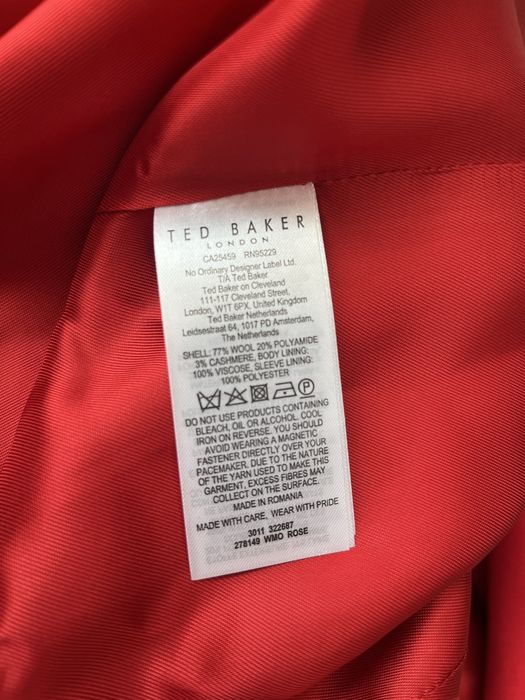 TED BAKER
LONDON
CA25459 RN95229
No Ordinary Designer Label Ltd.
T/A Ted Baker
Ted Baker on Cleveland
111-117 Cleveland Street,
London, W1T 6PX, United Kingdom
Ted Baker Netherlands
Leidsestraat 64, 1017 PD Amsterdam,
The Netherlands
SHELL: 77% WOOL 20% POLYAMIDE
3% CASHMERE, BODY LINING:
100% VISCOSE, SLEEVE LINING:
100% POLYESTER
P
DO NOT USE PRODUCTS CONTAINING
BLEACH, OIL OR ALCOHOL. COOL
IRON ON REVERSE. YOU SHOULD
AVOID WEARING A MAGNETIC
FASTENER DIRECTLY OVER YOUR
PACEMAKER. DUE TO THE NATURE
OF THE YARN USED TO MAKE THIS
GARMENT, EXCESS FIBRES MAY
COLLECT ON THE SURFACE.
MADE IN ROMANIA
MADE WITH CARE, WEAR WITH PRIDE
3011 322687
278149 WMO ROSE